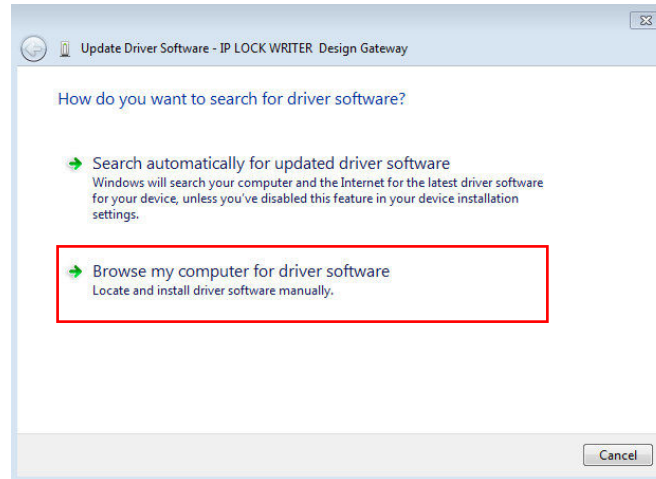 Update Driver Software - IP LOCK WRITER Design Gateway
How do you want to search for driver software?
Search automatically for updated driver software
Windows will search your computer and the Internet for the latest driver software
for your device, unless you've disabled this feature in your device installation
settings.
Browse my computer for driver software
Locate and install driver software manually.
Cancel